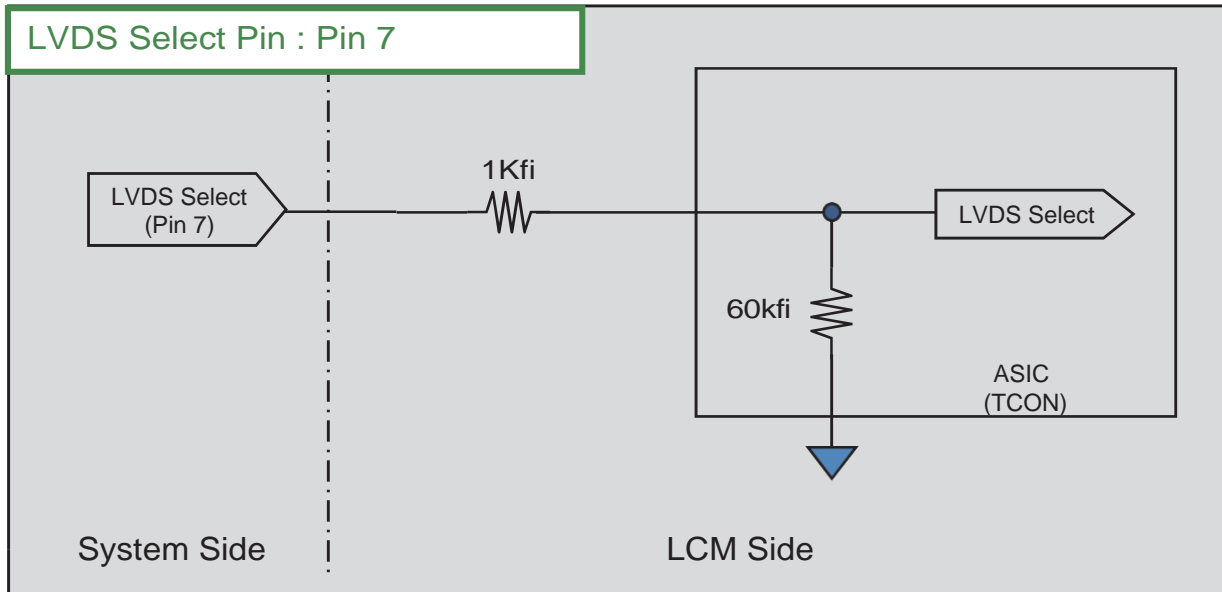 LVDS Select Pin : Pin 7
1Kfi
LVDS Select
(Pin 7)
LVDS Select
60kfi
ASIC
(TCON)
System Side
LCM Side